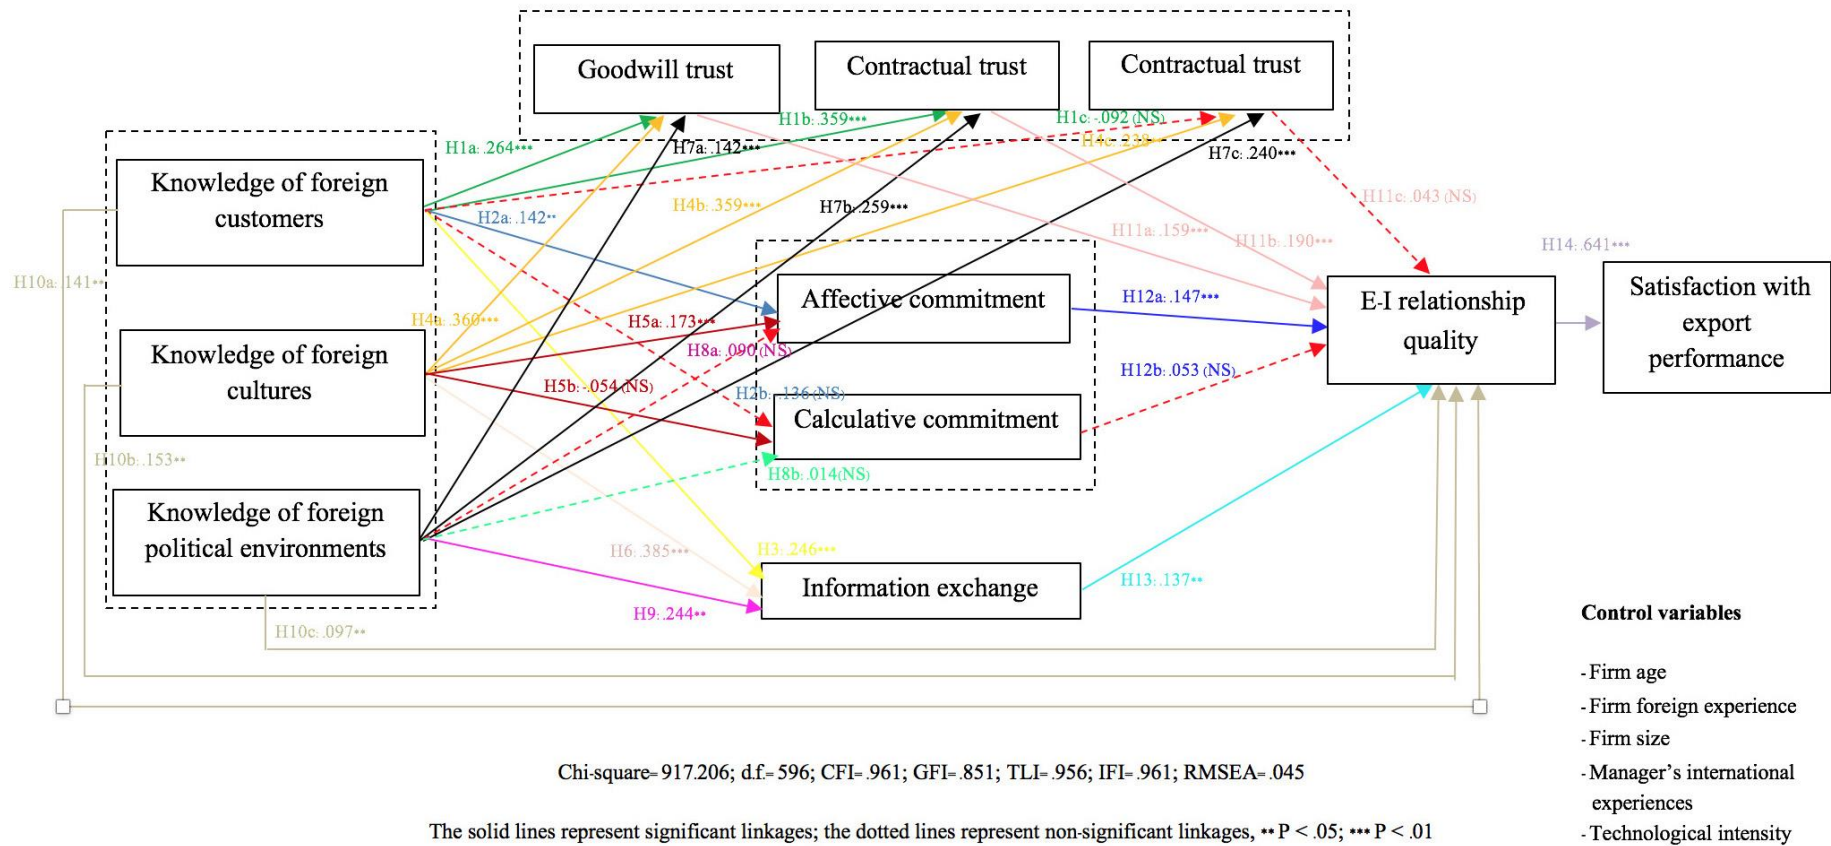 Goodwill trust
Contractual trust
Contractual trust
H1a: .264***
H1b: .359***
H1c: -.092 (NS)
H7a: .142***
H4c: .238**
H7c: .240***
Knowledge of foreign
customers
H2a: .142**
H4b: .359***
H7b: .259***
H11a: .159***
H11b: .190***
H11c: .043 (NS)
H14: .641***
H10a: .141**
Affective commitment
H12a: .147***
E-I relationship
quality
Satisfaction with
export
performance
H4a: .360***
H5a: .173***
H8a: .090 (NS)
Knowledge of foreign
cultures
H5b: -.054 (NS)
H2b: -.136 (NS)
H12b: .053 (NS)
Calculative commitment
H10b: .153**
H8b: .014(NS)
Knowledge of foreign
political environments
H6: .385***
H3: .246***
Information exchange
H13: .137**
H9: .244**
H10c: .097**
Control variables
- Firm age
- Firm foreign experience
- Firm size
- Manager’s international
experiences
- Technological intensity
Chi-square= 917.206; d.f.= 596; CFI= .961; GFI= .851; TLI= .956; IFI= .961; RMSEA= .045
The solid lines represent significant linkages; the dotted lines represent non-significant linkages, ** P < .05; *** P < .01